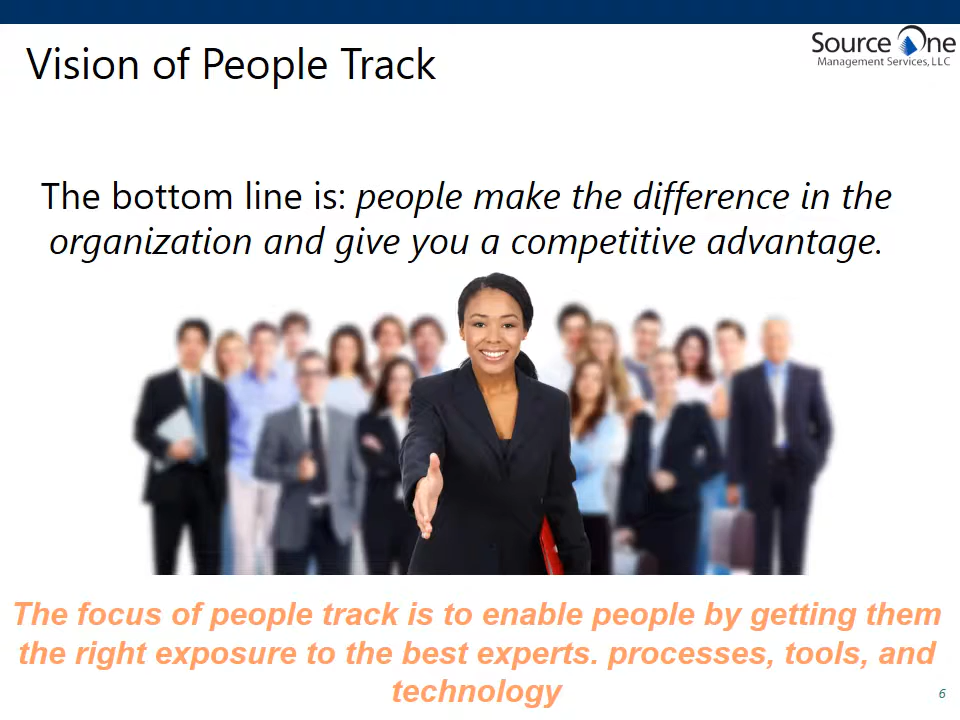 Source One
Management Services, LLC
Vision of People Track
The bottom line is: people make the difference in the
organization and give you a competitive advantage.
The focus of people track is to enable people by getting them
the right exposure to the best experts. processes, tools, and
technology
6